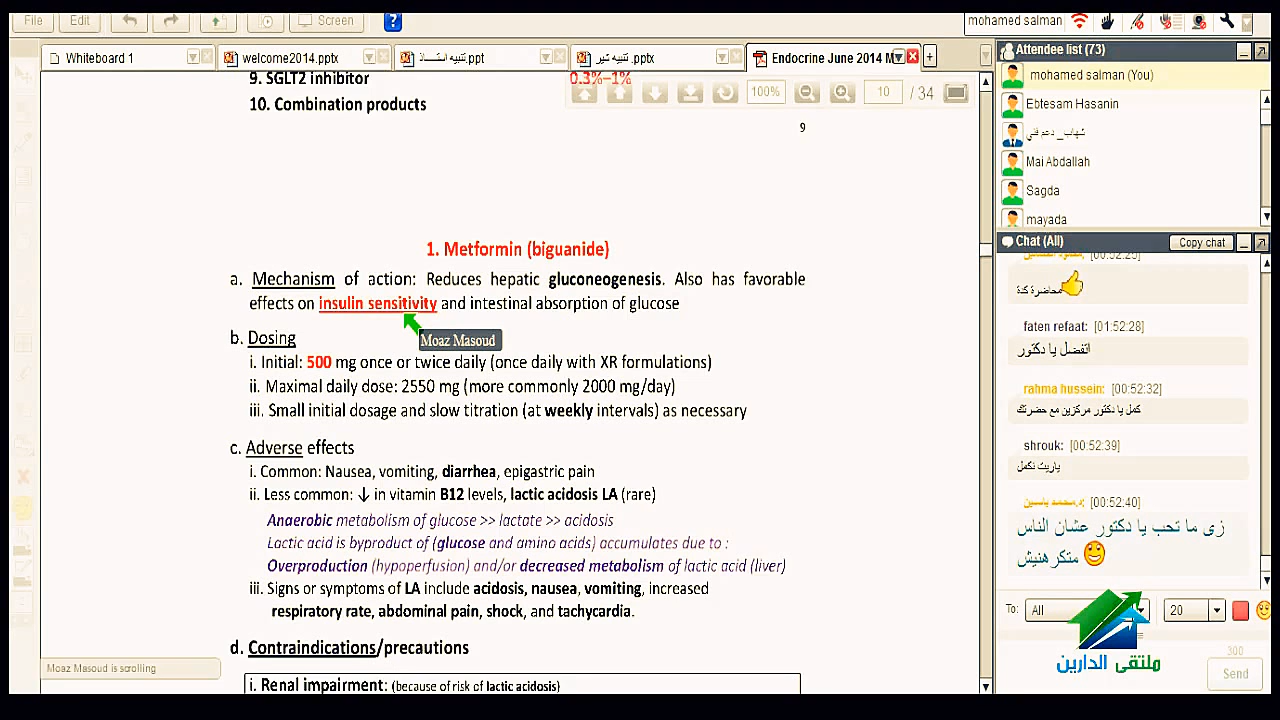 File Edit Screen ?
mohamed salman
Whiteboard 1
welcome2014.pptx
تنبيه استـــاذ.ppt
تنبيه تير.pptx
Endocrine June 2014 M
Attendee list (73)
mohamed salman (You)
Ebtesam Hasanin
شهاب_ دعم فني
Mai Abdallah
Sagda
mayada
9. SGLT2 inhibitor 0.3%–1%
10. Combination products
100% 10 / 34
9
1. Metformin (biguanide)
a. Mechanism of action: Reduces hepatic gluconeogenesis. Also has favorable
effects on insulin sensitivity and intestinal absorption of glucose
Moaz Masoud
b. Dosing
i. Initial: 500 mg once or twice daily (once daily with XR formulations)
ii. Maximal daily dose: 2550 mg (more commonly 2000 mg/day)
iii. Small initial dosage and slow titration (at weekly intervals) as necessary
c. Adverse effects
i. Common: Nausea, vomiting, diarrhea, epigastric pain
ii. Less common: ↓ in vitamin B12 levels, lactic acidosis LA (rare)
Anaerobic metabolism of glucose >> lactate >> acidosis
Lactic acid is byproduct of (glucose and amino acids) accumulates due to :
Overproduction (hypoperfusion) and/or decreased metabolism of lactic acid (liver)
iii. Signs or symptoms of LA include acidosis, nausea, vomiting, increased
respiratory rate, abdominal pain, shock, and tachycardia.
d. Contraindications/precautions
Moaz Masoud is scrolling
i. Renal impairment: (because of risk of lactic acidosis)
Chat (All) Copy chat
[00:52:25]
محاضرة كدة
faten refaat: [01:52:28]
اتفضل يا دكتور
rahma hussein: [00:52:32]
كمل يا دكتور مركزين مع حضرتك
shrouk: [00:52:39]
ياريت نكمل
د.محمد ياسين: [00:52:40]
زى ما تحب يا دكتور عشان الناس
متكرهنيش
To: All 20
ملتقى الدارين
300
Send